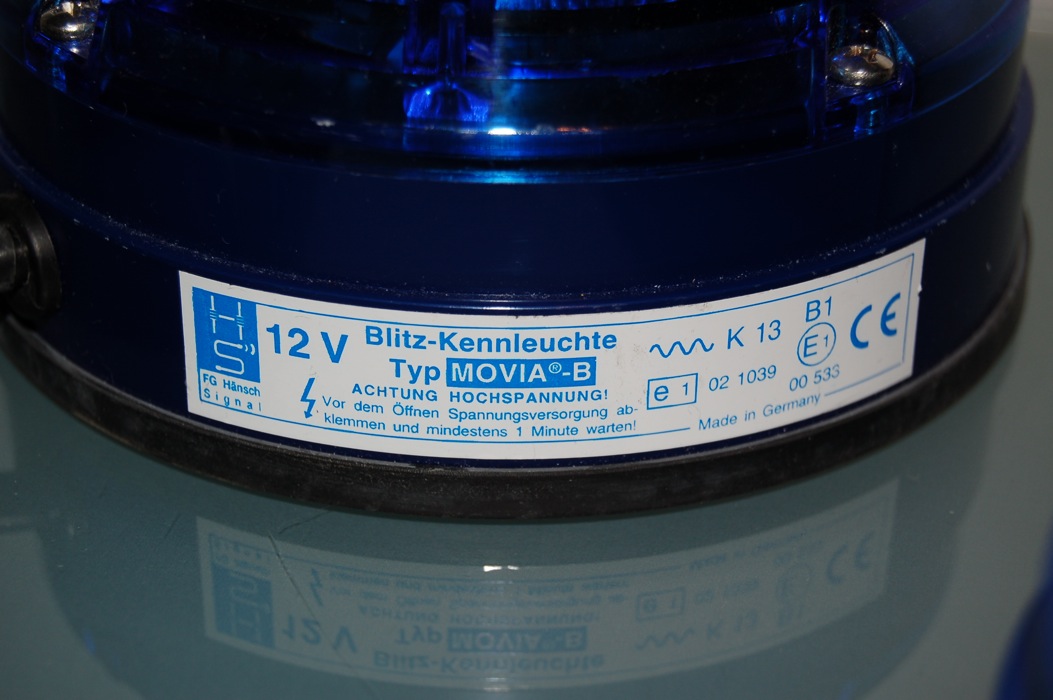 HHS
FG Hänsch
Signal
12 V
Blitz-Kennleuchte
Typ MOVIA®-B
ACHTUNG HOCHSPANNUNG!
Vor dem Öffnen Spannungsversorgung ab-
klemmen und mindestens 1 Minute warten!
K 13
e 1
02 1039
B1
E1
00 533
CE
Made in Germany